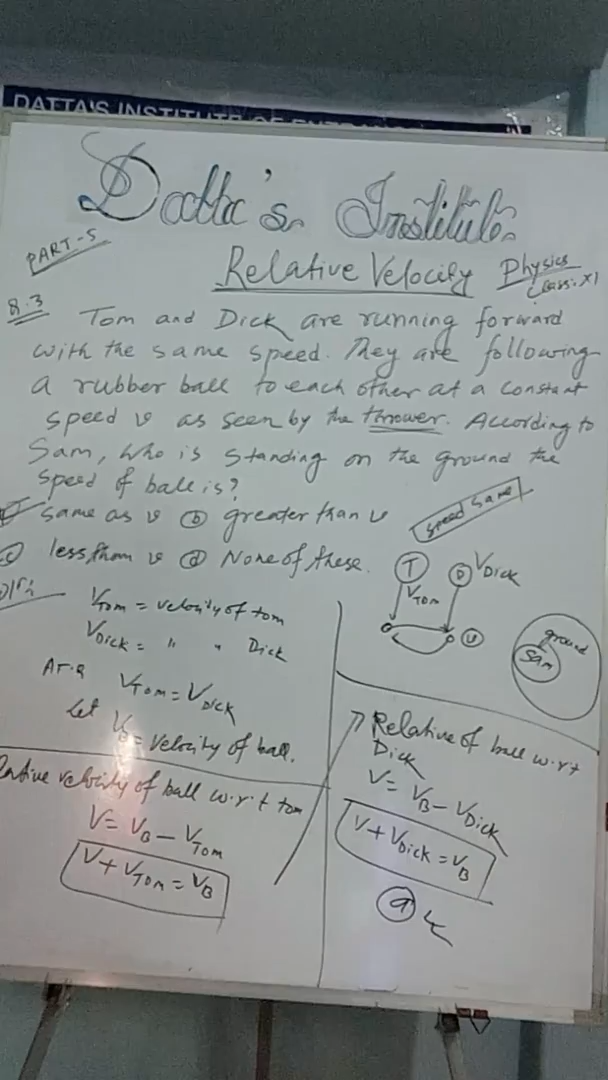 DATTA'S INSTITUTE OF
Datta's Institute
PART-5
Relative Velocity
Physics
Class-XI
Q.3 Tom and Dick are running forward
with the same speed. They are following
a rubber ball to each other at a constant
speed v as seen by the thrower. According to
Sam, who is standing on the ground the
speed of ball is?
same as v (b) greater than v
(c) less than v (d) None of these.
Speed Same
T D VDick
VTom
ground
Sam
Soln:
VTom = velocity of tom
VDick = " " Dick
AT-Q VTom = VDick
Let VB = Velocity of ball.
Relative velocity of ball w.r.t tom
V = VB - VTom
V + VTom = VB
Relative of ball w.r.t
Dick
V = VB - VDick
V + VDick = VB
(a)